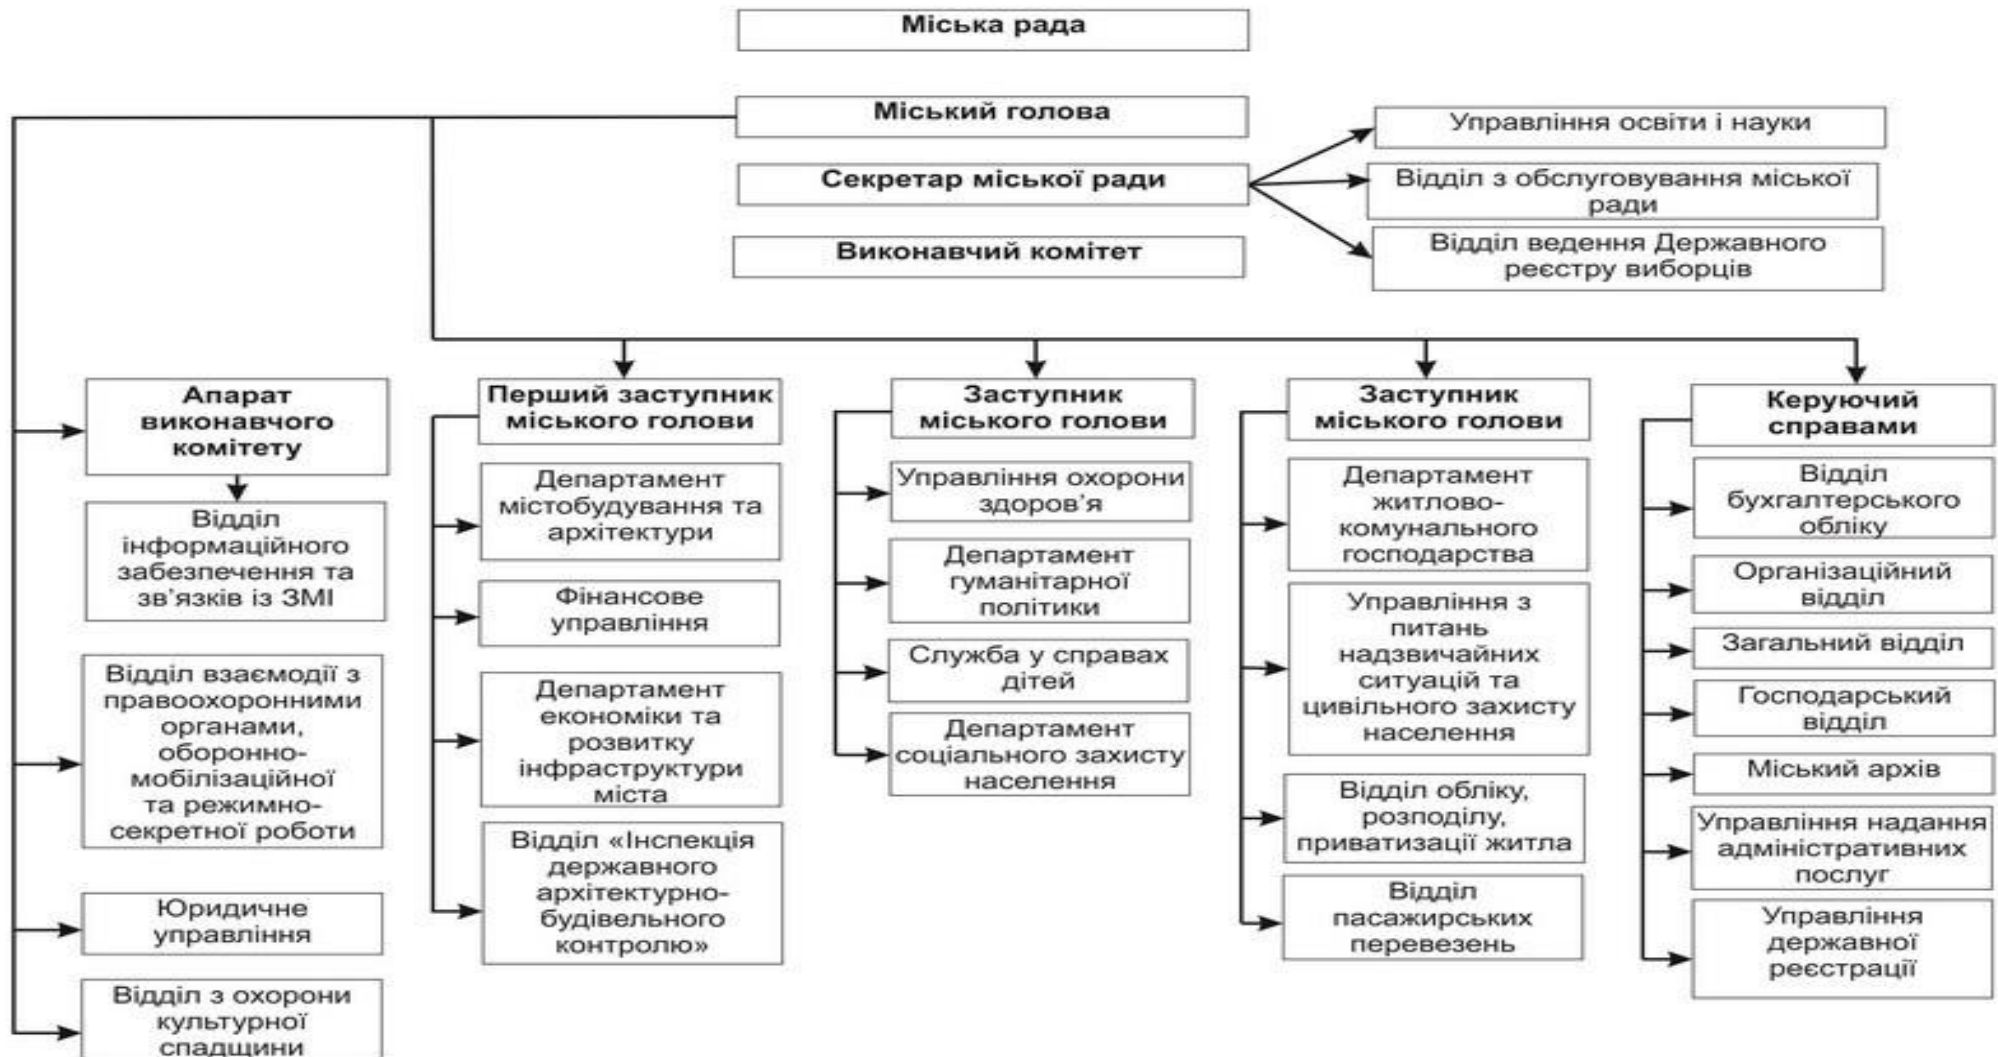 Міська рада
Міський голова
Секретар міської ради
Виконавчий комітет
Управління освіти і науки
Відділ з обслуговування міської
ради
Відділ ведення Державного
реєстру виборців
Апарат
виконавчого
комітету
Відділ
інформаційного
забезпечення та
зв’язків із ЗМІ
Відділ взаємодії з
правоохоронними
органами,
оборонно-
мобілізаційної
та режимно-
секретної роботи
Юридичне
управління
Відділ з охорони
культурної
спадщини
Перший заступник
міського голови
Департамент
містобудування та
архітектури
Фінансове
управління
Департамент
економіки та
розвитку
інфраструктури
міста
Відділ «Інспекція
державного
архітектурно-
будівельного
контролю»
Заступник
міського голови
Управління охорони
здоров’я
Департамент
гуманітарної
політики
Служба у справах
дітей
Департамент
соціального захисту
населення
Заступник
міського голови
Департамент
житлово-
комунального
господарства
Управління з
питань
надзвичайних
ситуацій та
цивільного захисту
населення
Відділ обліку,
розподілу,
приватизації житла
Відділ
пасажирських
перевезень
Керуючий
справами
Відділ
бухгалтерського
обліку
Організаційний
відділ
Загальний відділ
Господарський
відділ
Міський архів
Управління надання
адміністративних
послуг
Управління
державної
реєстрації